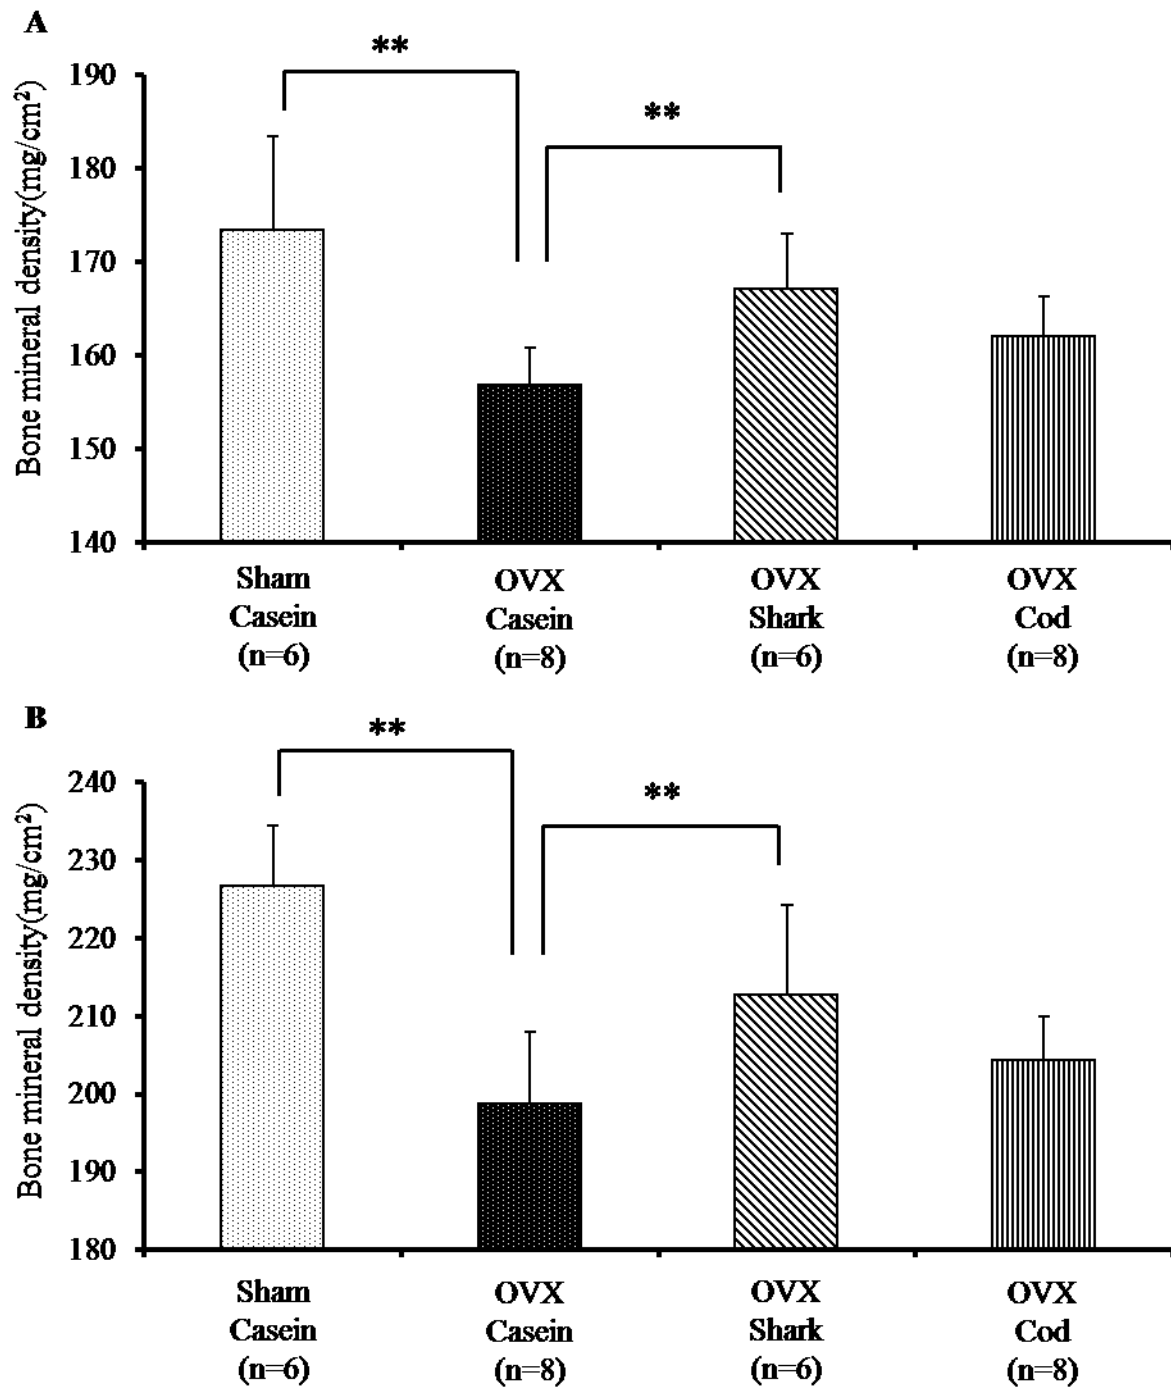 A
**
**
Bone mineral density(mg/cm²)
190
180
170
160
150
140
Sham
Casein
(n=6)
OVX
Casein
(n=8)
OVX
Shark
(n=6)
OVX
Cod
(n=8)
B
**
**
Bone mineral density(mg/cm²)
240
230
220
210
200
190
180
Sham
Casein
(n=6)
OVX
Casein
(n=8)
OVX
Shark
(n=6)
OVX
Cod
(n=8)